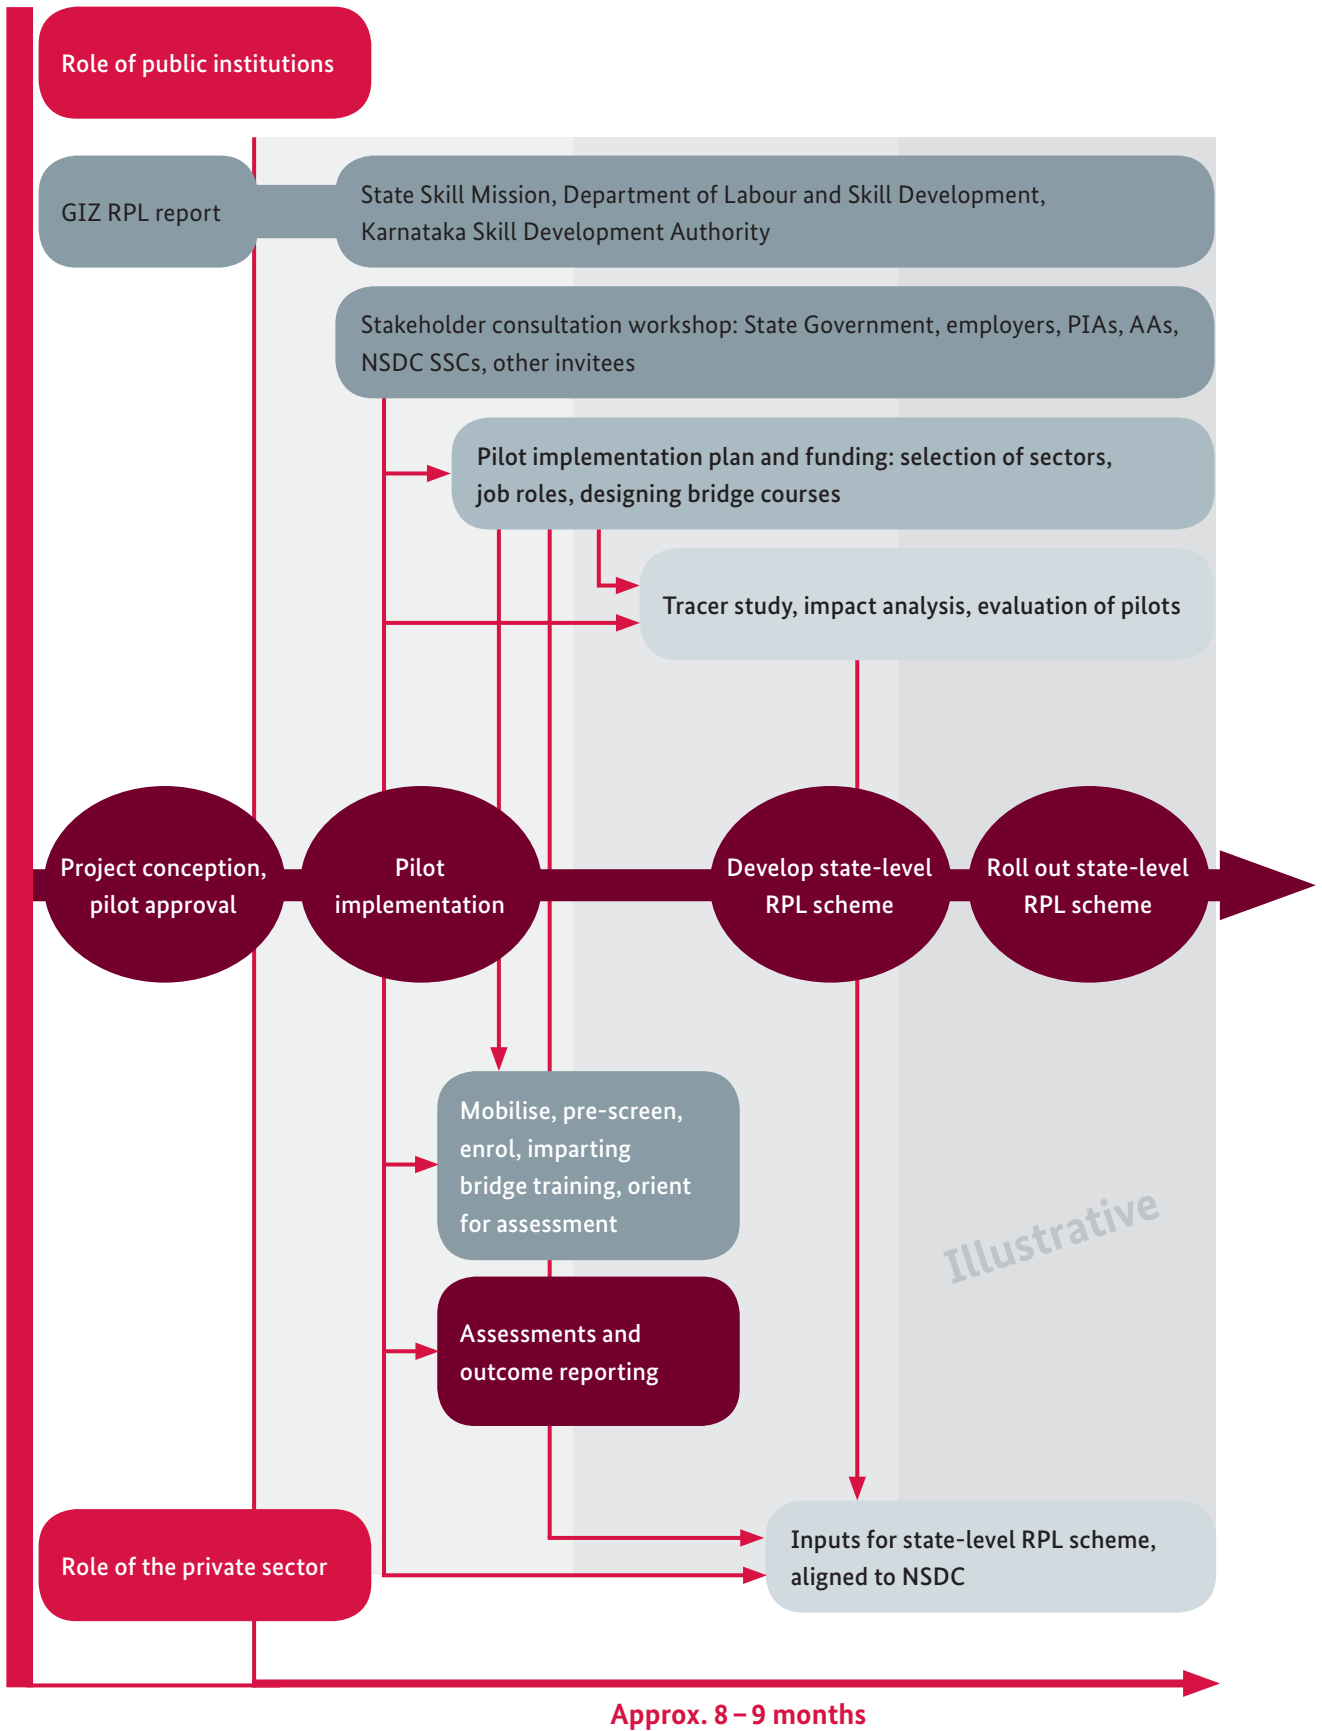 Role of public institutions
GIZ RPL report
State Skill Mission, Department of Labour and Skill Development,
Karnataka Skill Development Authority
Stakeholder consultation workshop: State Government, employers, PIAs, AAs,
NSDC SSCs, other invitees
Pilot implementation plan and funding: selection of sectors,
job roles, designing bridge courses
Tracer study, impact analysis, evaluation of pilots
Project conception,
pilot approval
Pilot
implementation
Develop state-level
RPL scheme
Roll out state-level
RPL scheme
Mobilise, pre-screen,
enrol, imparting
bridge training, orient
for assessment
Illustrative
Assessments and
outcome reporting
Role of the private sector
Inputs for state-level RPL scheme,
aligned to NSDC
Approx. 8 – 9 months